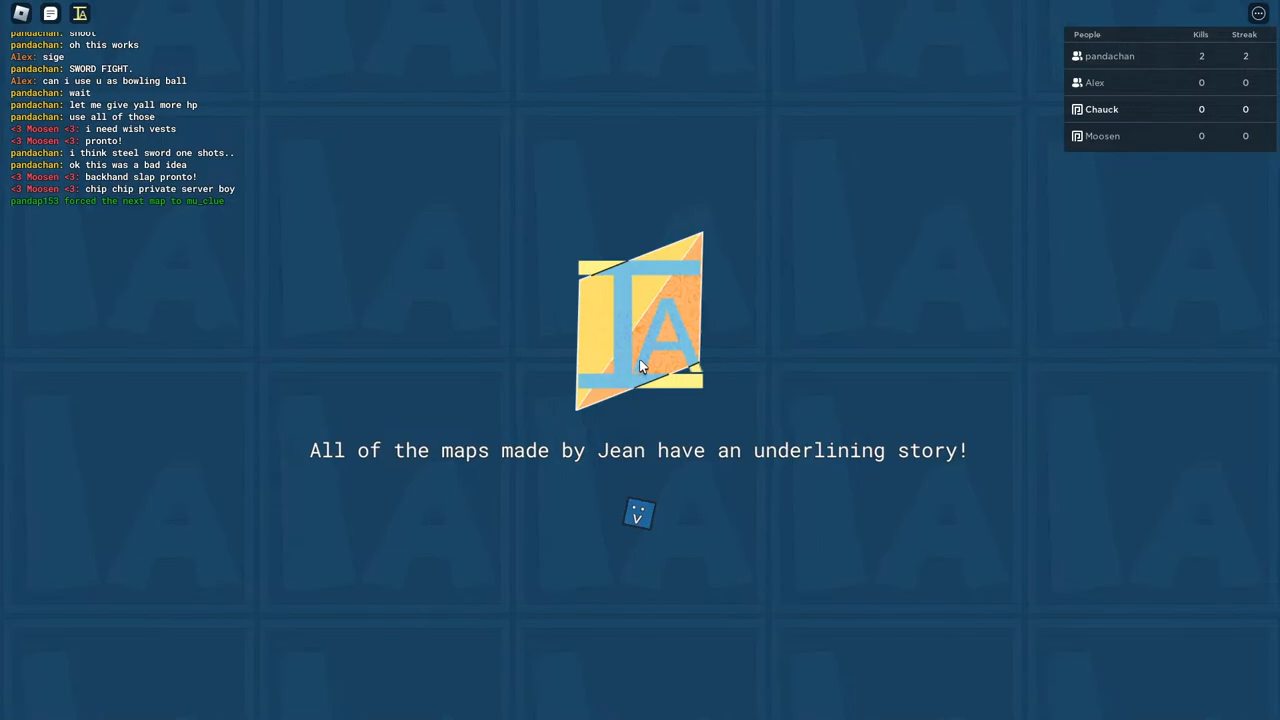 pandachan: shoot
pandachan: oh this works
Alex: sige
pandachan: SWORD FIGHT.
Alex: can i use u as bowling ball
pandachan: wait
pandachan: let me give yall more hp
pandachan: use all of those
<3 Moosen <3: i need wish vests
<3 Moosen <3: pronto!
pandachan: i think steel sword one shots..
pandachan: ok this was a bad idea
<3 Moosen <3: backhand slap pronto!
<3 Moosen <3: chip chip private server boy
pandap153 forced the next map to mu_clue
People Kills Streak
pandachan 2 2
Alex 0 0
Chauck 0 0
Moosen 0 0
IA
All of the maps made by Jean have an underlining story!